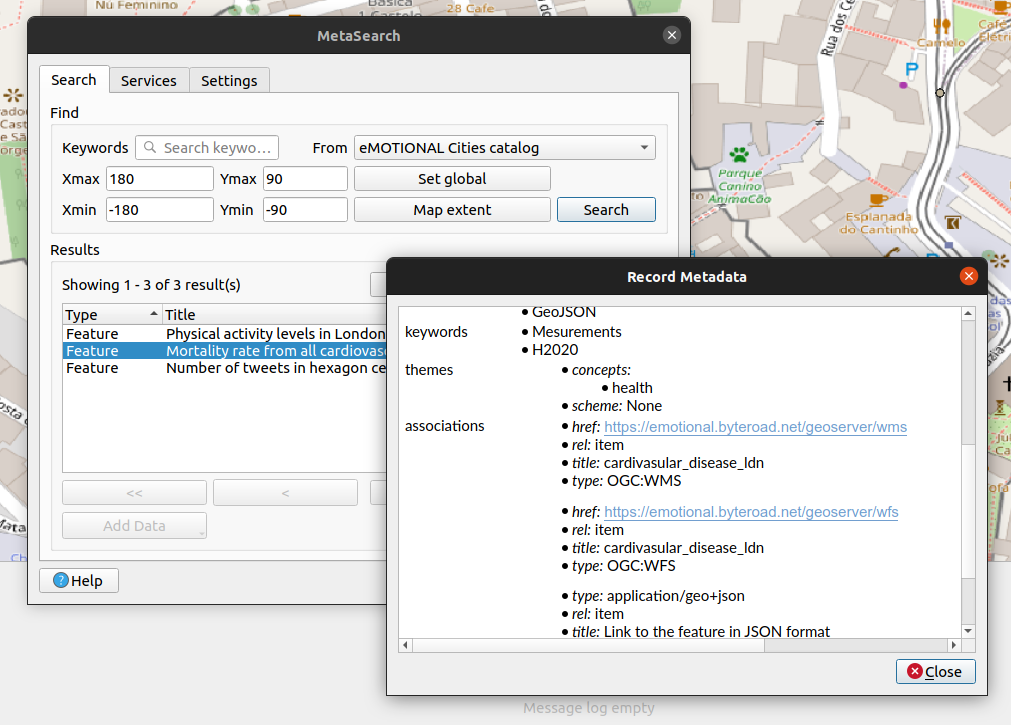 Nu Feminino
Básica
1 Castelo
28 Cafe
MetaSearch
Search Services Settings
Find
Keywords Search keywo... From eMOTIONAL Cities catalog
Xmax 180 Ymax 90 Set global
Xmin -180 Ymin -90 Map extent Search
Results
Showing 1 - 3 of 3 result(s)
Type Title
Feature Physical activity levels in London
Feature Mortality rate from all cardiovas
Feature Number of tweets in hexagon ce
<< <
Add Data
Help
Rua dos Ce
Camelo
Café
Eletri
P
Parque
Canino
AnimaCão
Esplanada
do Cantinho
Record Metadata
• GeoJSON
keywords • Mesurements
• H2020
themes • concepts:
• health
• scheme: None
associations • href: https://emotional.byteroad.net/geoserver/wms
• rel: item
• title: cardivasular_disease_ldn
• type: OGC:WMS
• href: https://emotional.byteroad.net/geoserver/wfs
• rel: item
• title: cardivasular_disease_ldn
• type: OGC:WFS
• type: application/geo+json
• rel: item
• title: Link to the feature in JSON format
Close
Message log empty